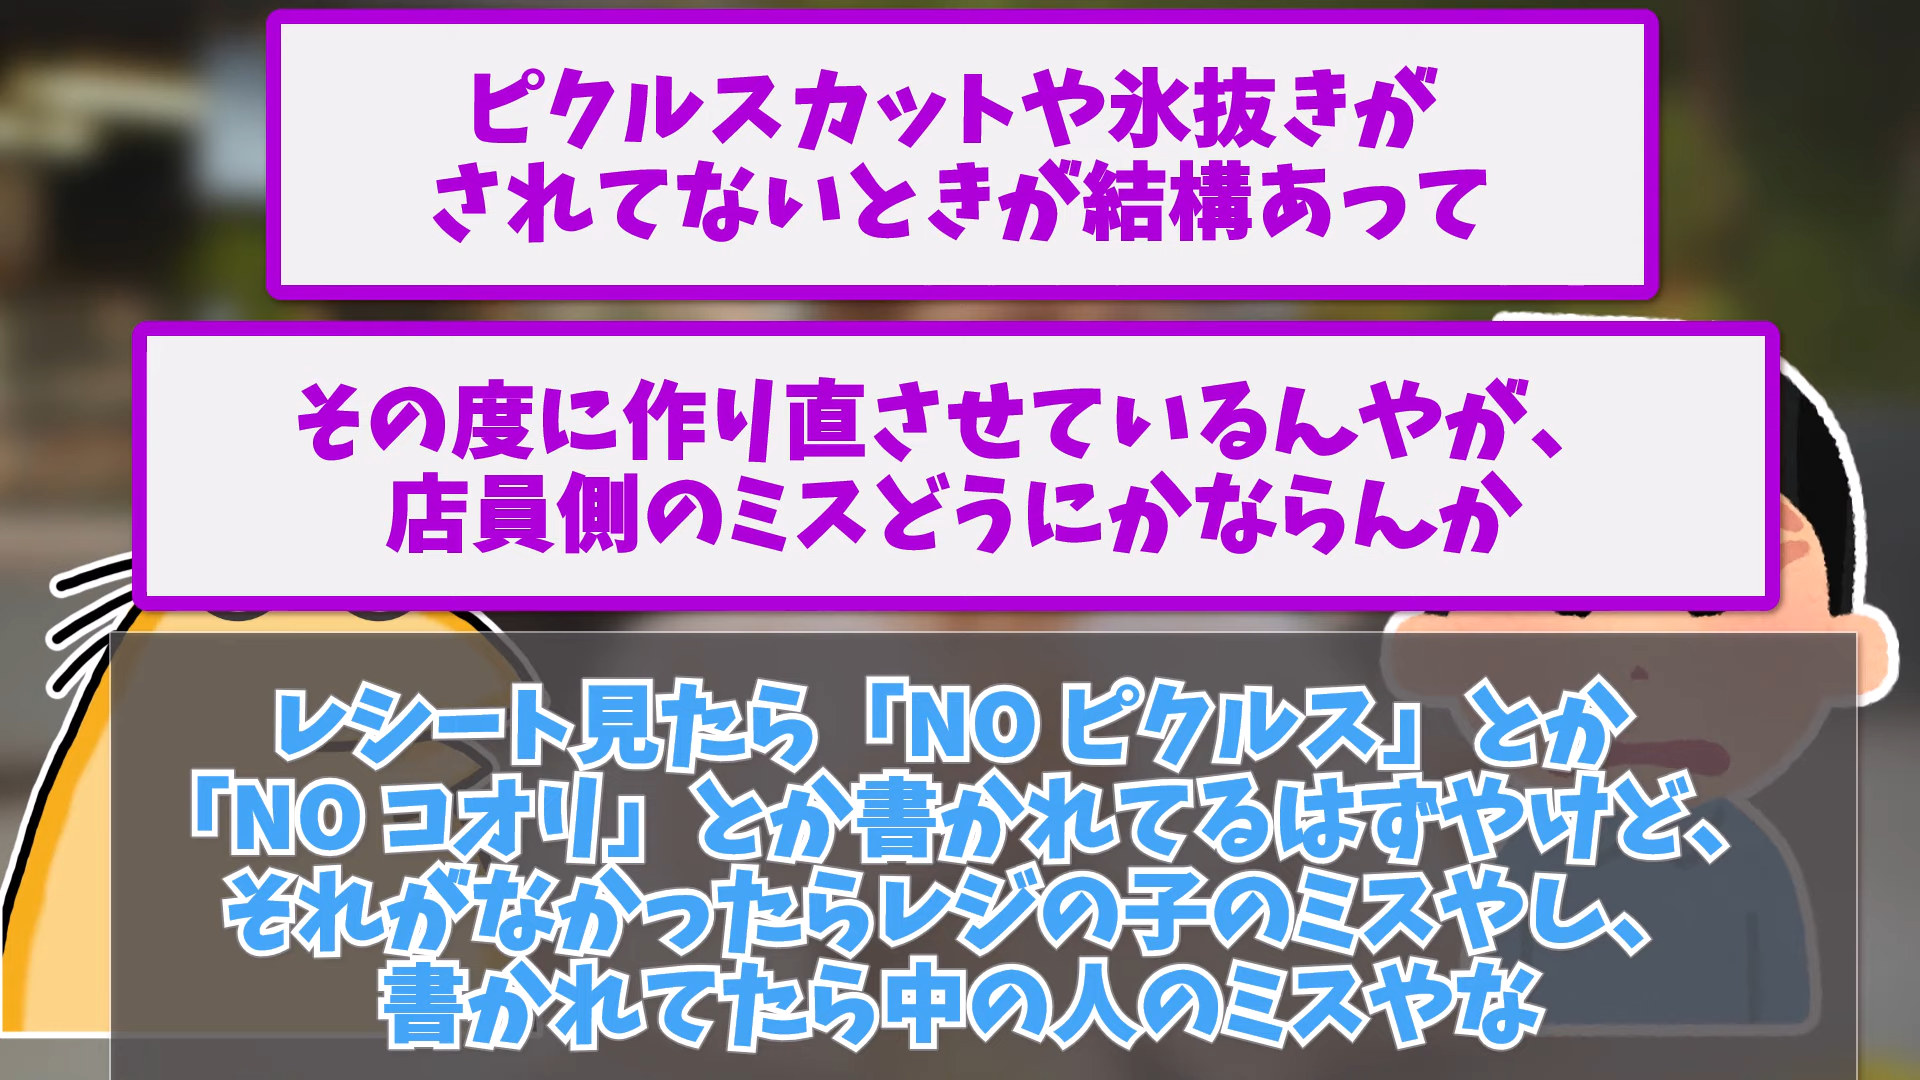 ピクルスカットや氷抜きが
されてないときが結構あって
その度に作り直させているんやが、
店員側のミスどうにかならんか
レシート見たら「NO ピクルス」とか
「NO コオリ」とか書かれてるはずやけど、
それがなかったらレジの子のミスやし、
書かれてたら中の人のミスやな